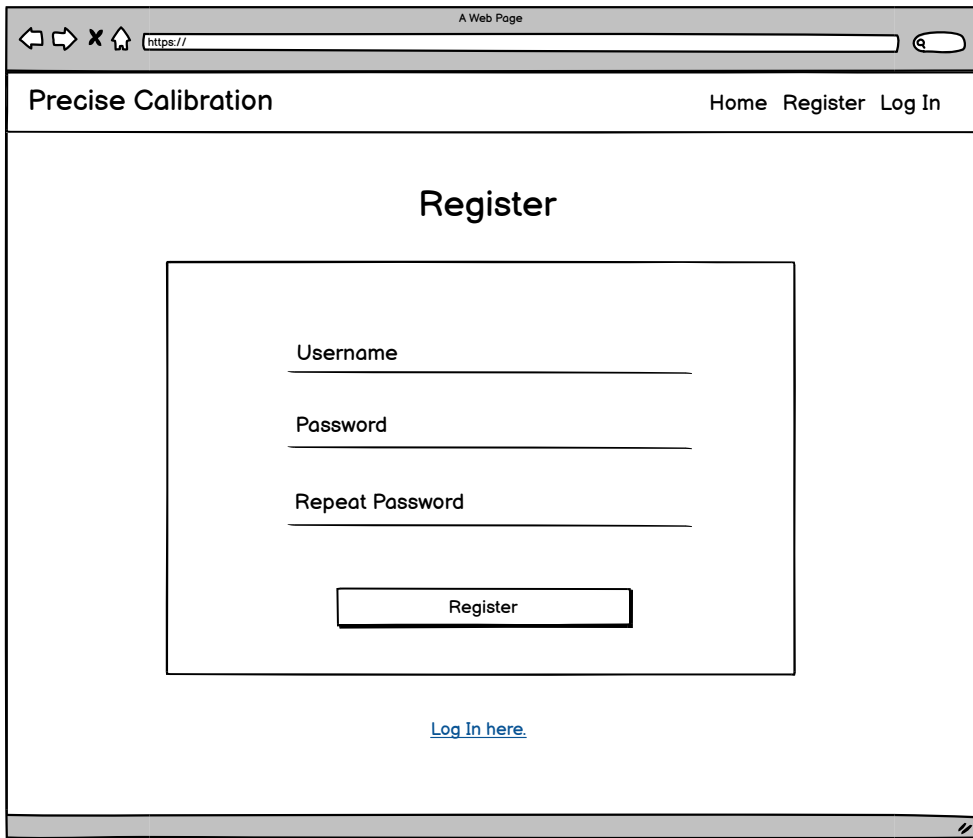 A Web Page
https://
Precise Calibration
Home Register Log In
Register
Username
Password
Repeat Password
Register
Log In here.